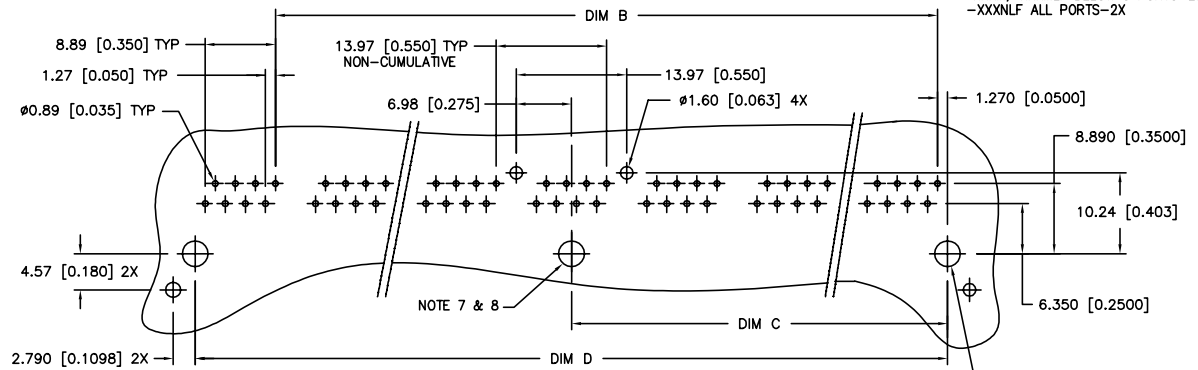 -XXXNLF ALL PORTS-2X
DIM B
8.89 [0.350] TYP
13.97 [0.550] TYP
NON-CUMULATIVE
1.27 [0.050] TYP
13.97 [0.550]
6.98 [0.275]
ø1.60 [0.063] 4X
1.270 [0.0500]
ø0.89 [0.035] TYP
8.890 [0.3500]
10.24 [0.403]
4.57 [0.180] 2X
NOTE 7 & 8
6.350 [0.2500]
DIM C
2.790 [0.1098] 2X
DIM D